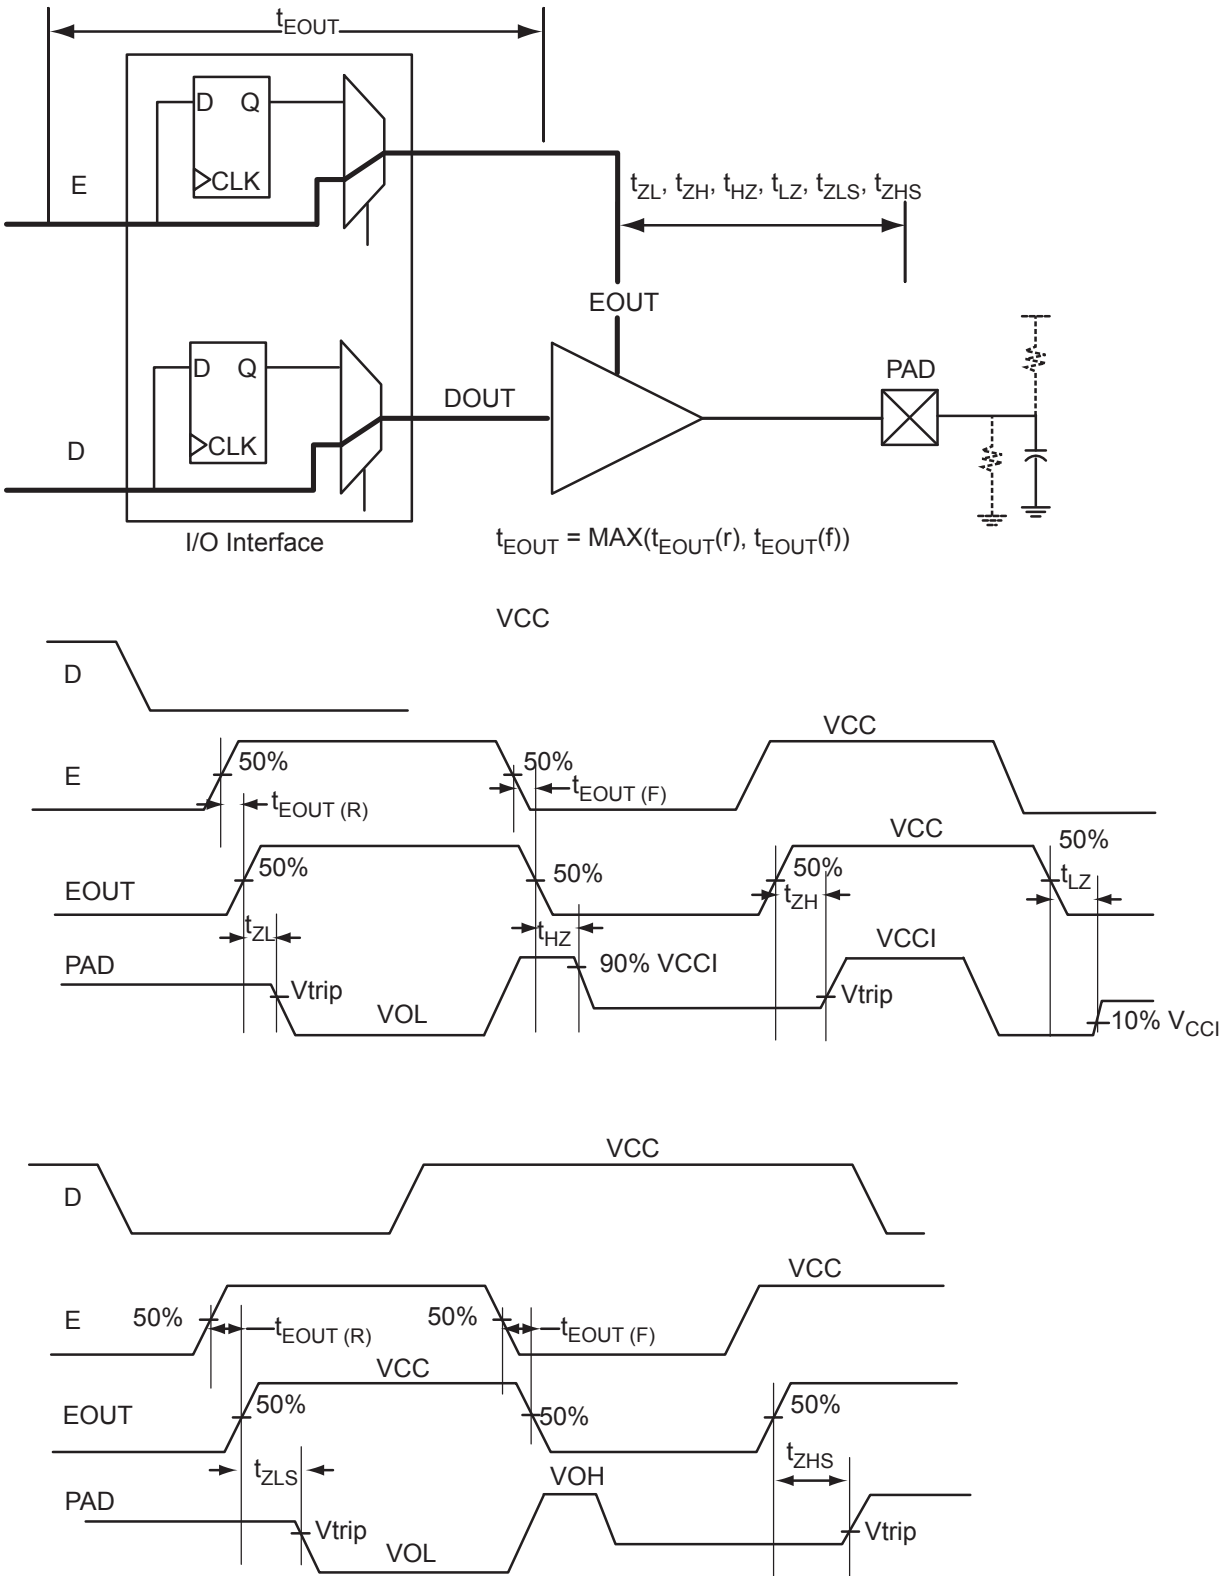 tEOUT
D Q
CLK
E
tZL, tZH, tHZ, tLZ, tZLS, tZHS
EOUT
D Q
CLK
D
DOUT
PAD
I/O Interface
tEOUT = MAX(tEOUT(r), tEOUT(f))
VCC
D
VCC
E
50%
50%
tEOUT (R)
tEOUT (F)
VCC
50%
EOUT
50%
50%
50%
tZL
tHZ
tZH
tLZ
PAD
90% VCCI
VCCI
Vtrip
VOL
Vtrip
10% VCCI
VCC
D
VCC
E
50%
50%
tEOUT (R)
tEOUT (F)
VCC
EOUT
50%
50%
50%
tZLS
VOH
tZHS
PAD
Vtrip
VOL
Vtrip